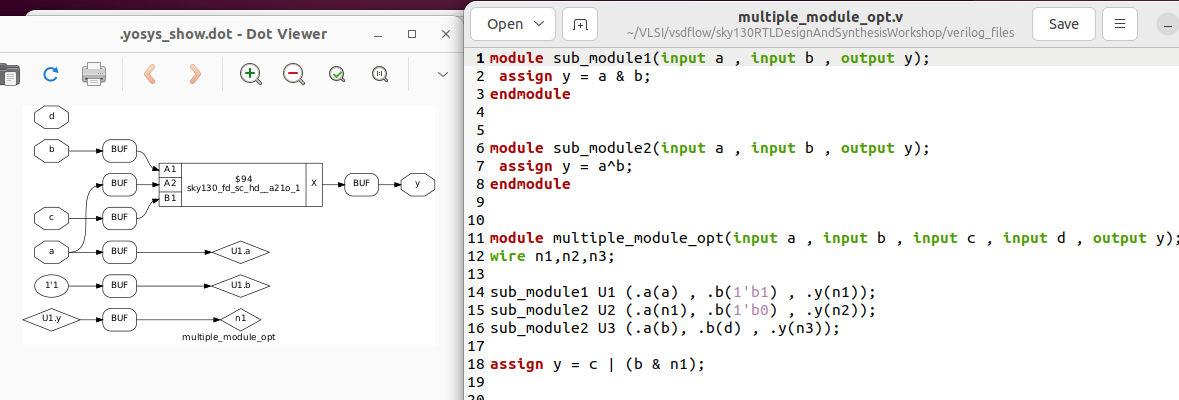 .yosys_show.dot - Dot Viewer
d
b
BUF
A1
BUF
A2
$94
sky130_fd_sc_hd__a21o_1
X
BUF
y
c
BUF
B1
a
BUF
U1.a
1'1
BUF
U1.b
U1.y
BUF
n1
multiple_module_opt
Open
multiple_module_opt.v
~/VLSI/vsdflow/sky130RTLDesignAndSynthesisWorkshop/verilog_files
Save
1 module sub_module1(input a , input b , output y);
2 assign y = a & b;
3 endmodule
4
5
6 module sub_module2(input a , input b , output y);
7 assign y = a^b;
8 endmodule
9
10
11 module multiple_module_opt(input a , input b , input c , input d , output y);
12 wire n1,n2,n3;
13
14 sub_module1 U1 (.a(a) , .b(1'b1) , .y(n1));
15 sub_module2 U2 (.a(n1), .b(1'b0) , .y(n2));
16 sub_module2 U3 (.a(b), .b(d) , .y(n3));
17
18 assign y = c | (b & n1);
19
20